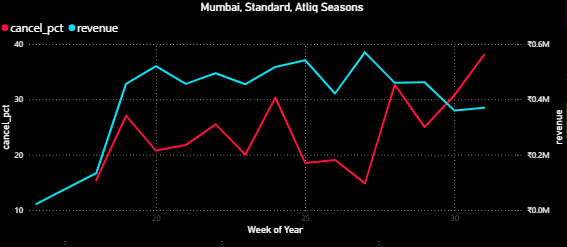 Mumbai, Standard, Atliq Seasons
cancel_pct revenue
40 ₹0.6M
30 ₹0.4M
20 ₹0.2M
10 ₹0.0M
cancel_pct
revenue
20 25 30
Week of Year